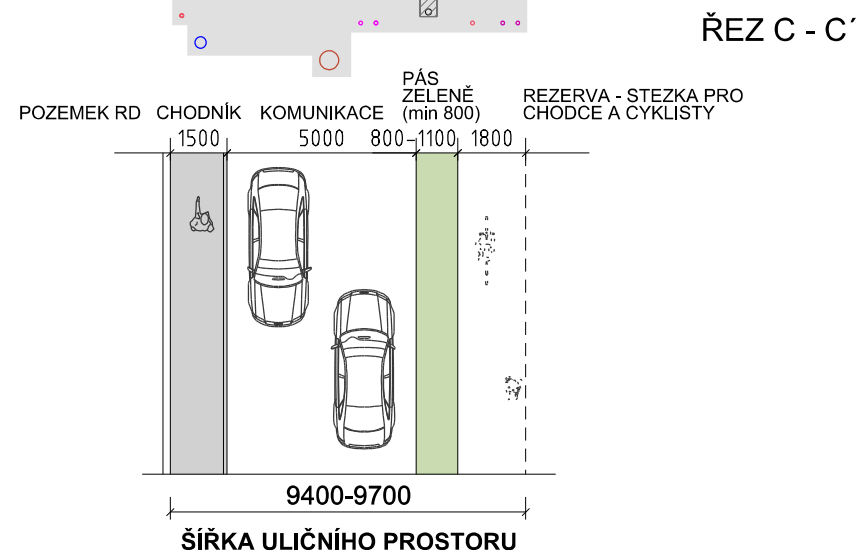 ŘEZ C - C´
POZEMEK RD
CHODNÍK
KOMUNIKACE
PÁS
ZELENĚ
(min 800)
REZERVA - STEZKA PRO
CHODCE A CYKLISTY
1500
5000
800-1100
1800
9400-9700
ŠÍŘKA ULIČNÍHO PROSTORU